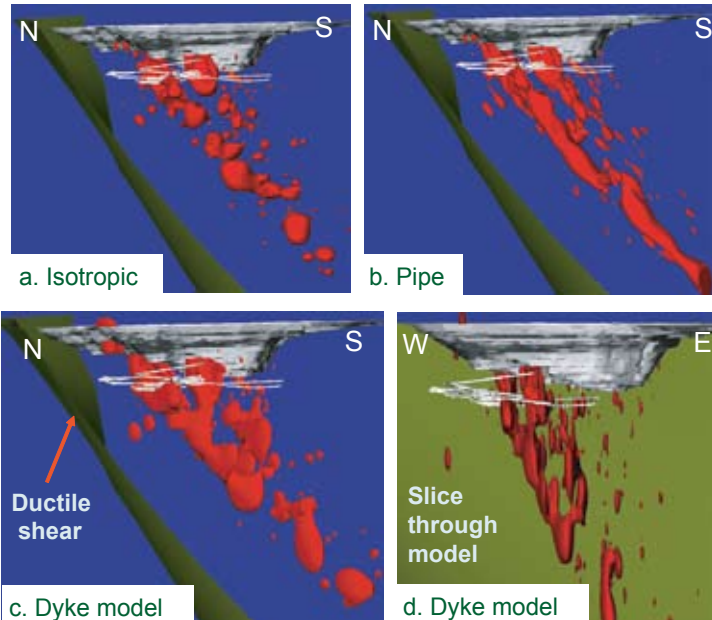 N S
a. Isotropic
N S
b. Pipe
N S
Ductile
shear
c. Dyke model
W E
Slice
through
model
d. Dyke model